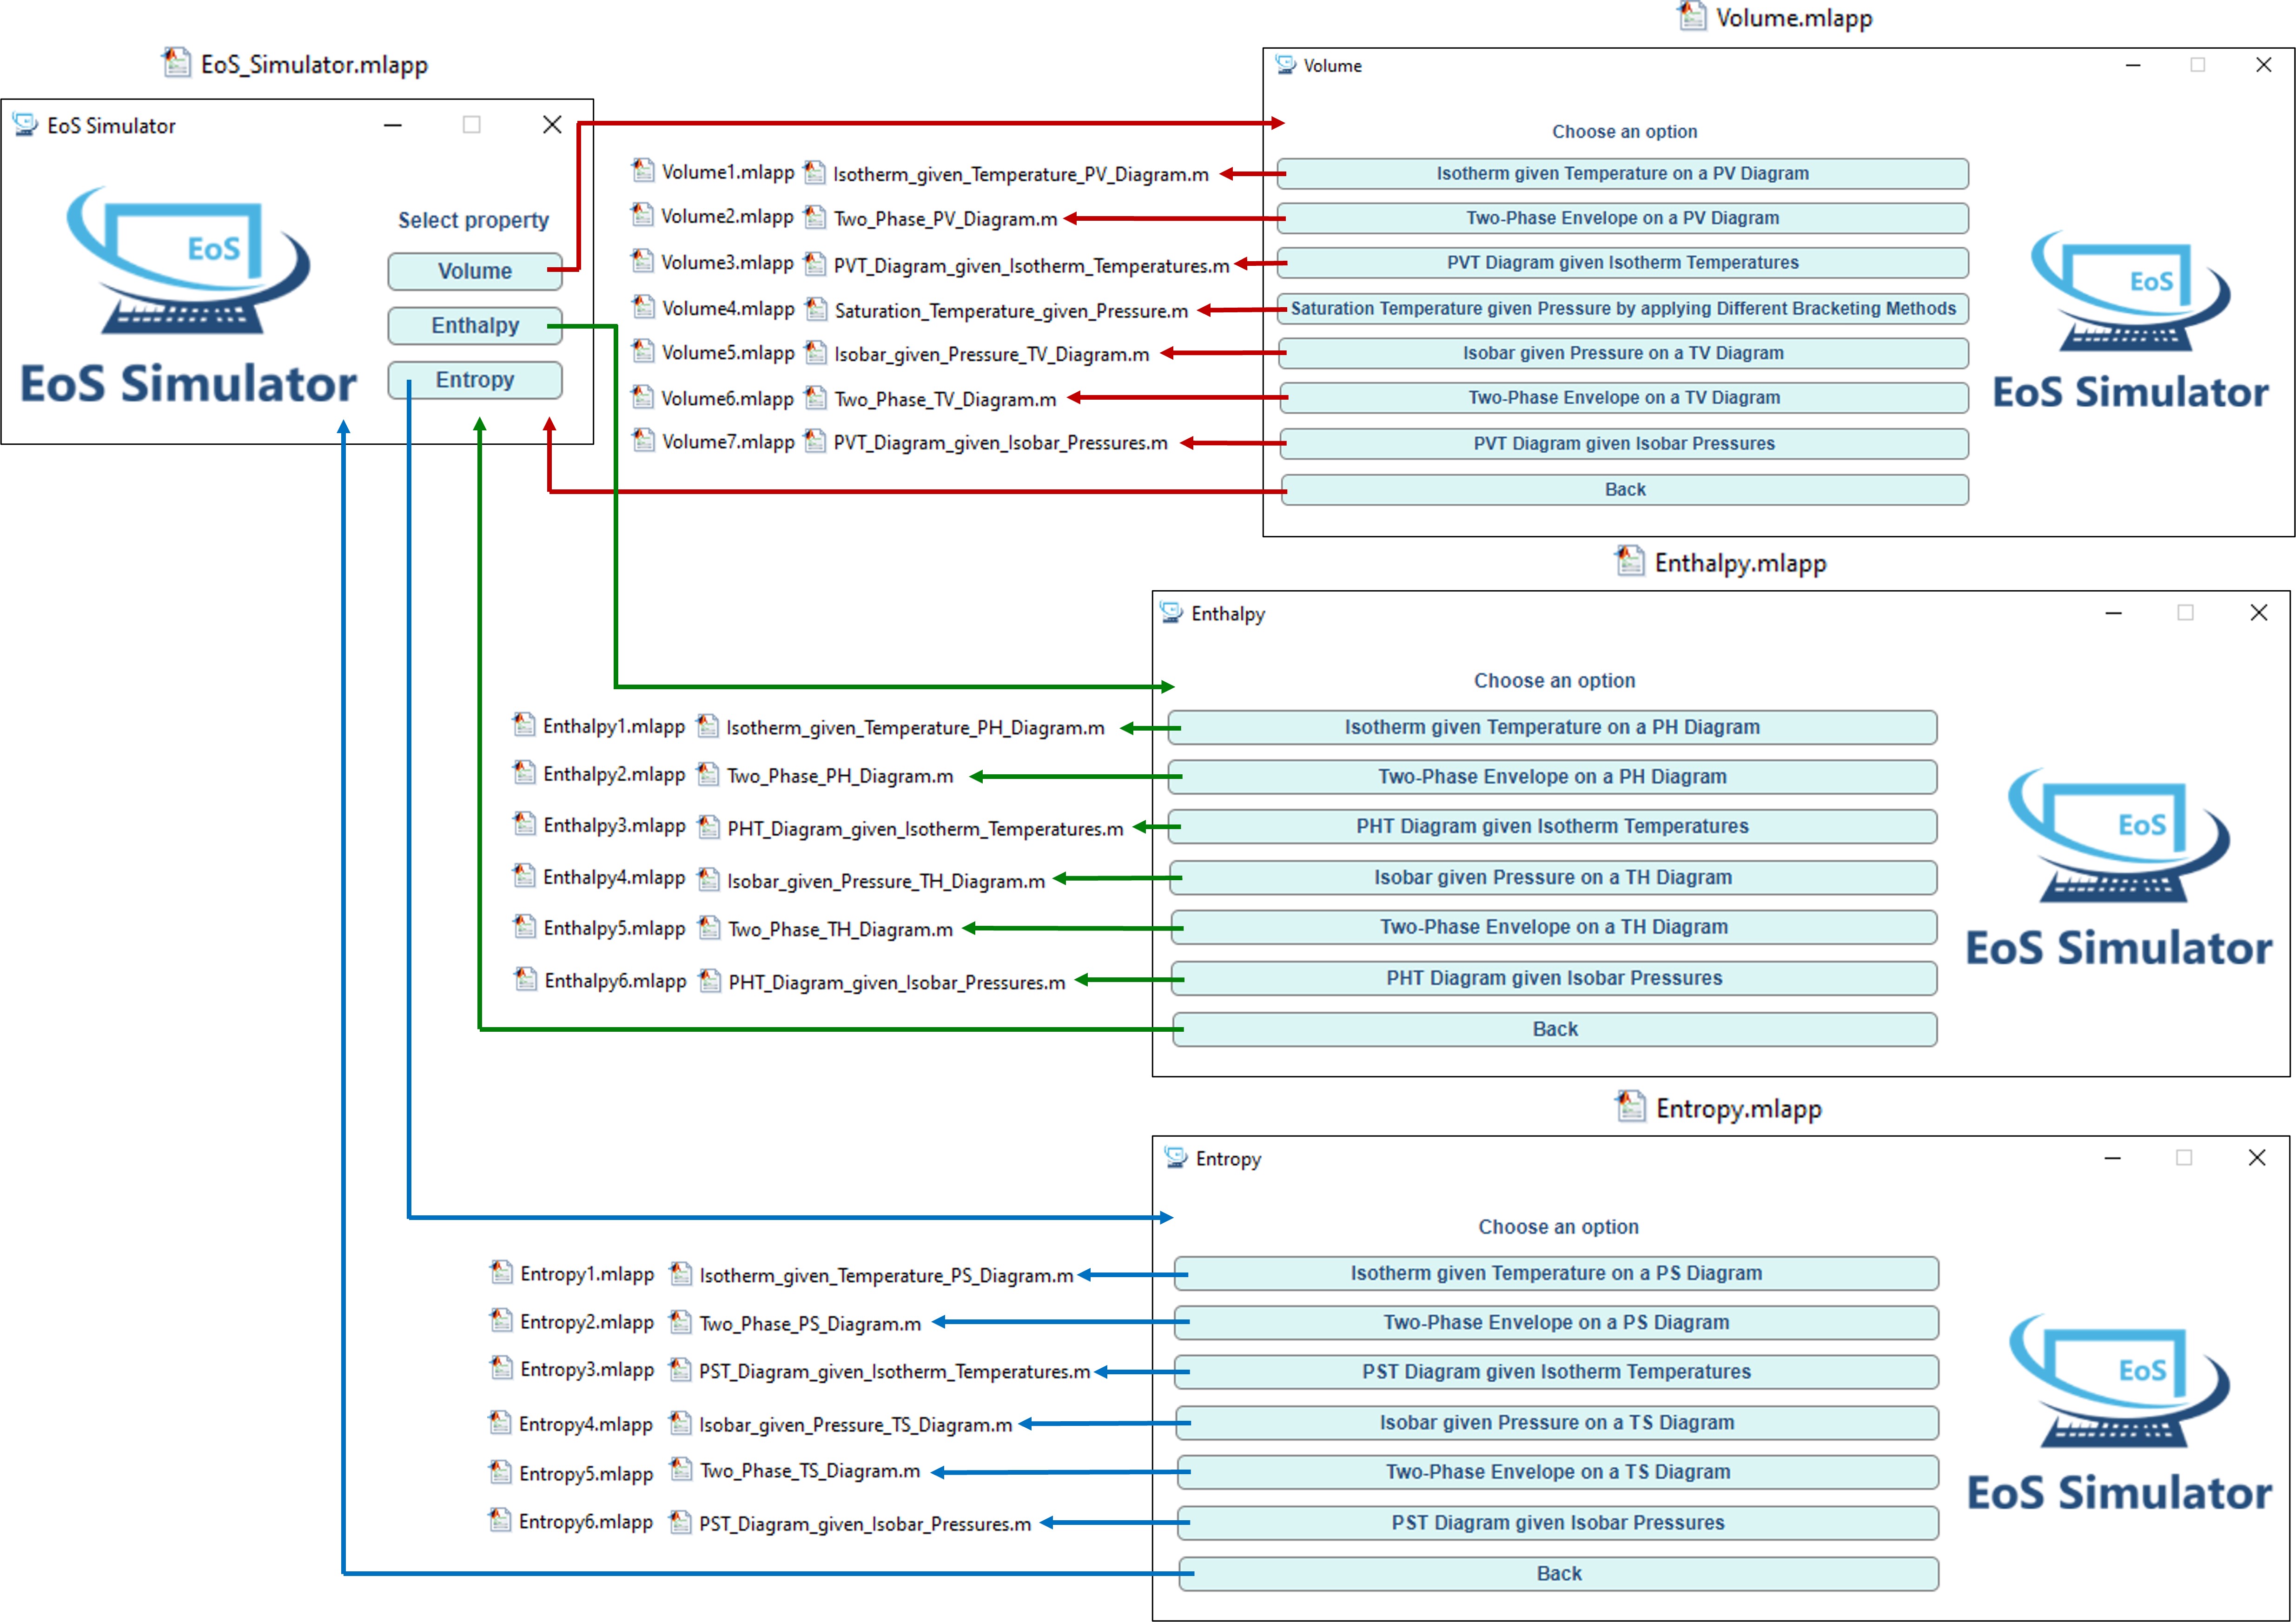 EoS_Simulator.mlapp
EoS Simulator
EoS
EoS Simulator
Select property
Volume
Enthalpy
Entropy
Volume.mlapp
Volume
Choose an option
Volume1.mlapp Isotherm_given_Temperature_PV_Diagram.m Isotherm given Temperature on a PV Diagram
Volume2.mlapp Two_Phase_PV_Diagram.m Two-Phase Envelope on a PV Diagram
Volume3.mlapp PVT_Diagram_given_Isotherm_Temperatures.m PVT Diagram given Isotherm Temperatures
Volume4.mlapp Saturation_Temperature_given_Pressure.m Saturation Temperature given Pressure by applying Different Bracketing Methods
Volume5.mlapp Isobar_given_Pressure_TV_Diagram.m Isobar given Pressure on a TV Diagram
Volume6.mlapp Two_Phase_TV_Diagram.m Two-Phase Envelope on a TV Diagram
Volume7.mlapp PVT_Diagram_given_Isobar_Pressures.m PVT Diagram given Isobar Pressures
Back
EoS
EoS Simulator
Enthalpy.mlapp
Enthalpy
Choose an option
Enthalpy1.mlapp Isotherm_given_Temperature_PH_Diagram.m Isotherm given Temperature on a PH Diagram
Enthalpy2.mlapp Two_Phase_PH_Diagram.m Two-Phase Envelope on a PH Diagram
Enthalpy3.mlapp PHT_Diagram_given_Isotherm_Temperatures.m PHT Diagram given Isotherm Temperatures
Enthalpy4.mlapp Isobar_given_Pressure_TH_Diagram.m Isobar given Pressure on a TH Diagram
Enthalpy5.mlapp Two_Phase_TH_Diagram.m Two-Phase Envelope on a TH Diagram
Enthalpy6.mlapp PHT_Diagram_given_Isobar_Pressures.m PHT Diagram given Isobar Pressures
Back
EoS
EoS Simulator
Entropy.mlapp
Entropy
Choose an option
Entropy1.mlapp Isotherm_given_Temperature_PS_Diagram.m Isotherm given Temperature on a PS Diagram
Entropy2.mlapp Two_Phase_PS_Diagram.m Two-Phase Envelope on a PS Diagram
Entropy3.mlapp PST_Diagram_given_Isotherm_Temperatures.m PST Diagram given Isotherm Temperatures
Entropy4.mlapp Isobar_given_Pressure_TS_Diagram.m Isobar given Pressure on a TS Diagram
Entropy5.mlapp Two_Phase_TS_Diagram.m Two-Phase Envelope on a TS Diagram
Entropy6.mlapp PST_Diagram_given_Isobar_Pressures.m PST Diagram given Isobar Pressures
Back
EoS
EoS Simulator